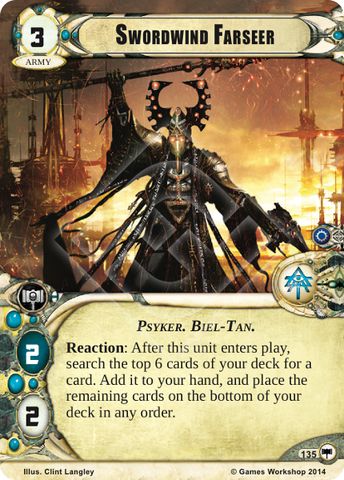 3
SWORDWIND FARSEER
ARMY
PSYKER. BIEL-TAN.
2
Reaction: After this unit enters play,
search the top 6 cards of your deck for a
card. Add it to your hand, and place the
remaining cards on the bottom of your
deck in any order.
2
135
Illus. Clint Langley
© Games Workshop 2014